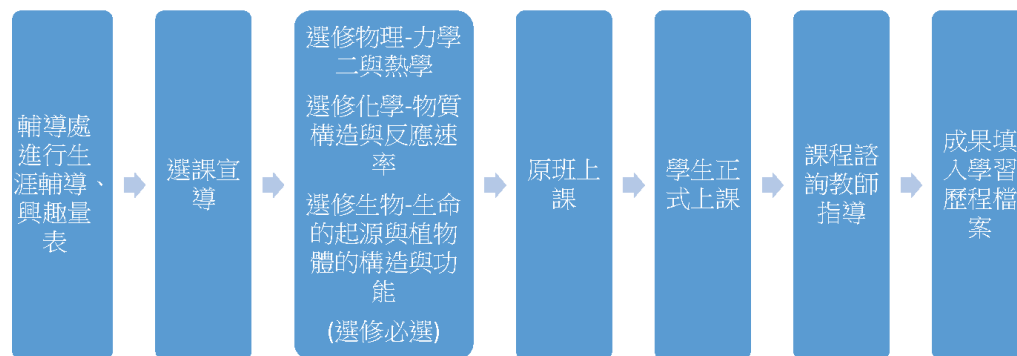 輔導處
進行生
涯輔導、
興趣量
表
選課宣
導
選修物理-力學
二與熱學
選修化學-物質
構造與反應速
率
選修生物-生命
的起源與植物
體的構造與功
能
(選修必選)
原班上
課
學生正
式上課
課程諮
詢教師
指導
成果填
入學習
歷程檔
案